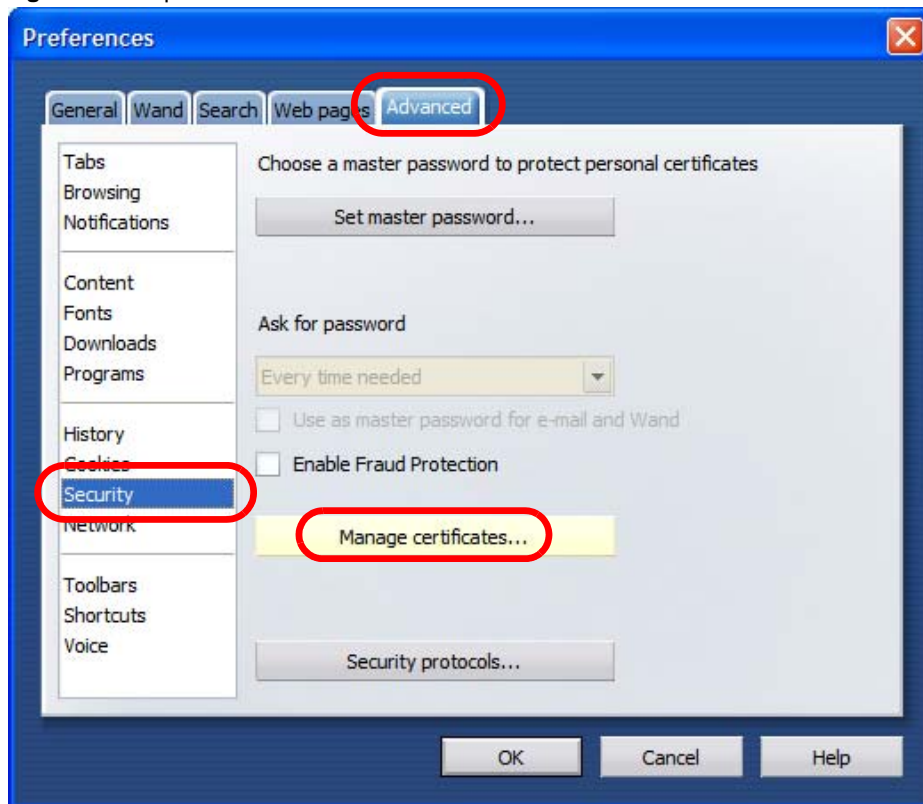 Preferences
General Wand Search Web pages Advanced
Tabs
Browsing
Notifications
Content
Fonts
Downloads
Programs
History
Cookies
Security
Network
Toolbars
Shortcuts
Voice
Choose a master password to protect personal certificates
Set master password...
Ask for password
Every time needed
Use as master password for e-mail and Wand
Enable Fraud Protection
Manage certificates...
Security protocols...
OK Cancel Help